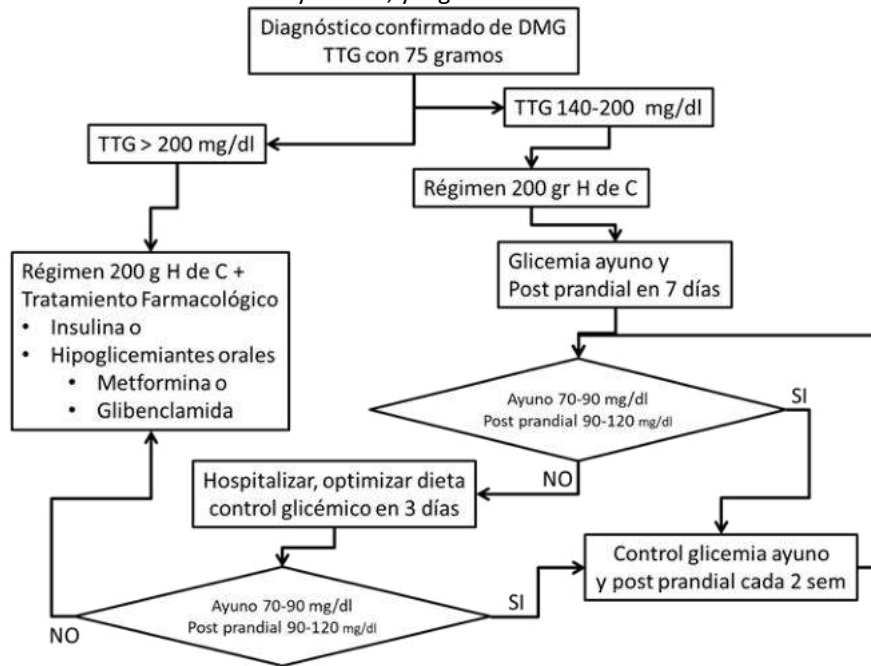 Diagnóstico confirmado de DMG
TTG con 75 gramos
TTG 140-200 mg/dl
TTG > 200 mg/dl
Régimen 200 gr H de C
Glicemia ayuno y
Post prandial en 7 días
Régimen 200 g H de C +
Tratamiento Farmacológico
• Insulina o
• Hipoglicemiantes orales
• Metformina o
• Glibenclamida
Ayuno 70-90 mg/dl
Post prandial 90-120 mg/dl
SI
NO
Hospitalizar, optimizar dieta
control glicémico en 3 días
Control glicemia ayuno
y post prandial cada 2 sem
Ayuno 70-90 mg/dl
Post prandial 90-120 mg/dl
SI
NO